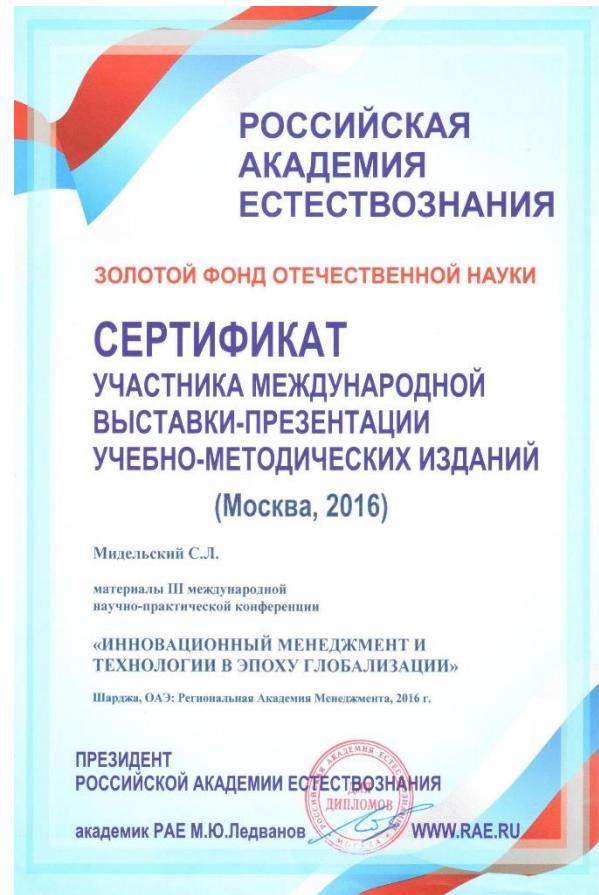 РОССИЙСКАЯ
АКАДЕМИЯ
ЕСТЕСТВОЗНАНИЯ
ЗОЛОТОЙ ФОНД ОТЕЧЕСТВЕННОЙ НАУКИ
СЕРТИФИКАТ
УЧАСТНИКА МЕЖДУНАРОДНОЙ
ВЫСТАВКИ-ПРЕЗЕНТАЦИИ
УЧЕБНО-МЕТОДИЧЕСКИХ ИЗДАНИЙ
(Москва, 2016)
Мидельский С.Л.
материалы III международной
научно-практической конференции
«ИННОВАЦИОННЫЙ МЕНЕДЖМЕНТ И
ТЕХНОЛОГИИ В ЭПОХУ ГЛОБАЛИЗАЦИИ»
Шарджа, ОАЭ: Региональная Академия Менеджмента, 2016 г.
ПРЕЗИДЕНТ
РОССИЙСКОЙ АКАДЕМИИ ЕСТЕСТВОЗНАНИЯ
ДЛЯ
ДИПЛОМОВ
МОСКВА
академик РАЕ М.Ю.Ледванов
WWW.RAE.RU